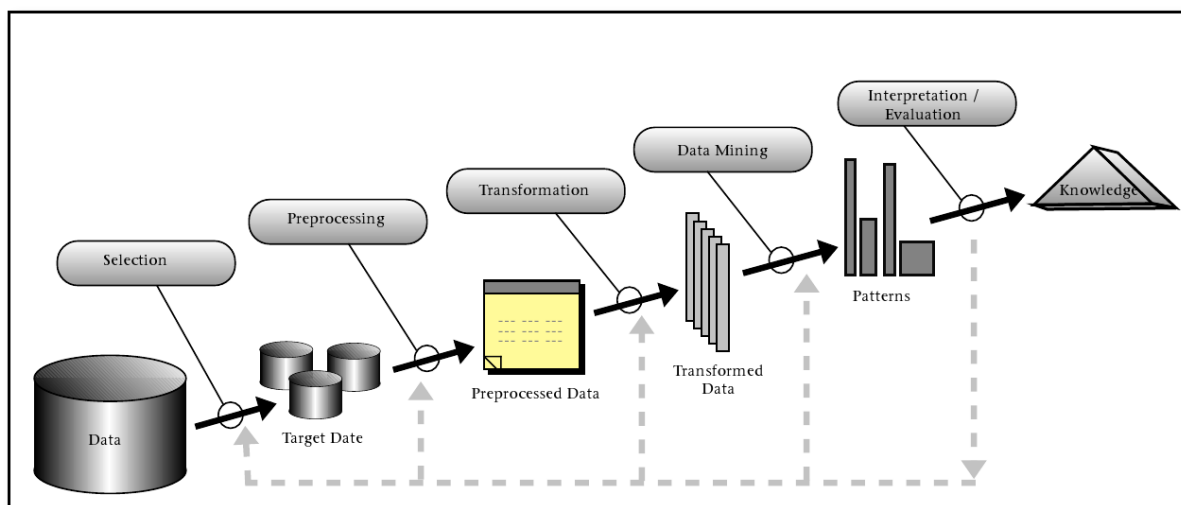 Interpretation /
Evaluation
Data Mining
Transformation
Preprocessing
Selection
Knowledge
Patterns
Transformed
Data
Preprocessed Data
Target Date
Data